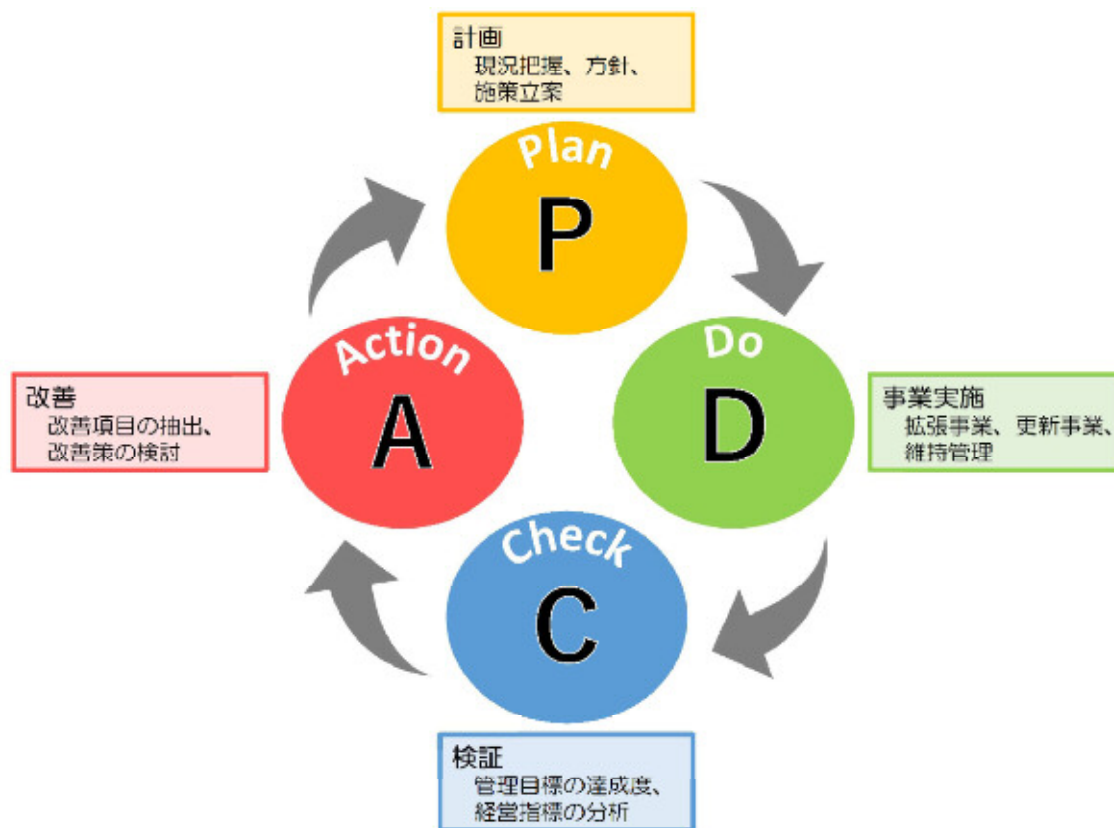 計画
現況把握、方針、
施策立案
Plan
P
Do
D
事業実施
拡張事業、更新事業、
維持管理
Check
C
検証
管理目標の達成度、
経営指標の分析
Action
A
改善
改善項目の抽出、
改善策の検討